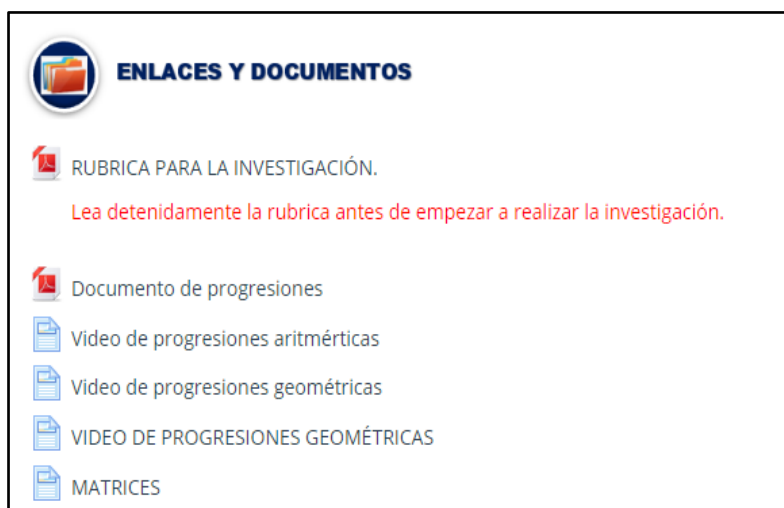 ENLACES Y DOCUMENTOS
RUBRICA PARA LA INVESTIGACIÓN.
Lea detenidamente la rubrica antes de empezar a realizar la investigación.
Documento de progresiones
Video de progresiones aritmérticas
Video de progresiones geométricas
VIDEO DE PROGRESIONES GEOMÉTRICAS
MATRICES